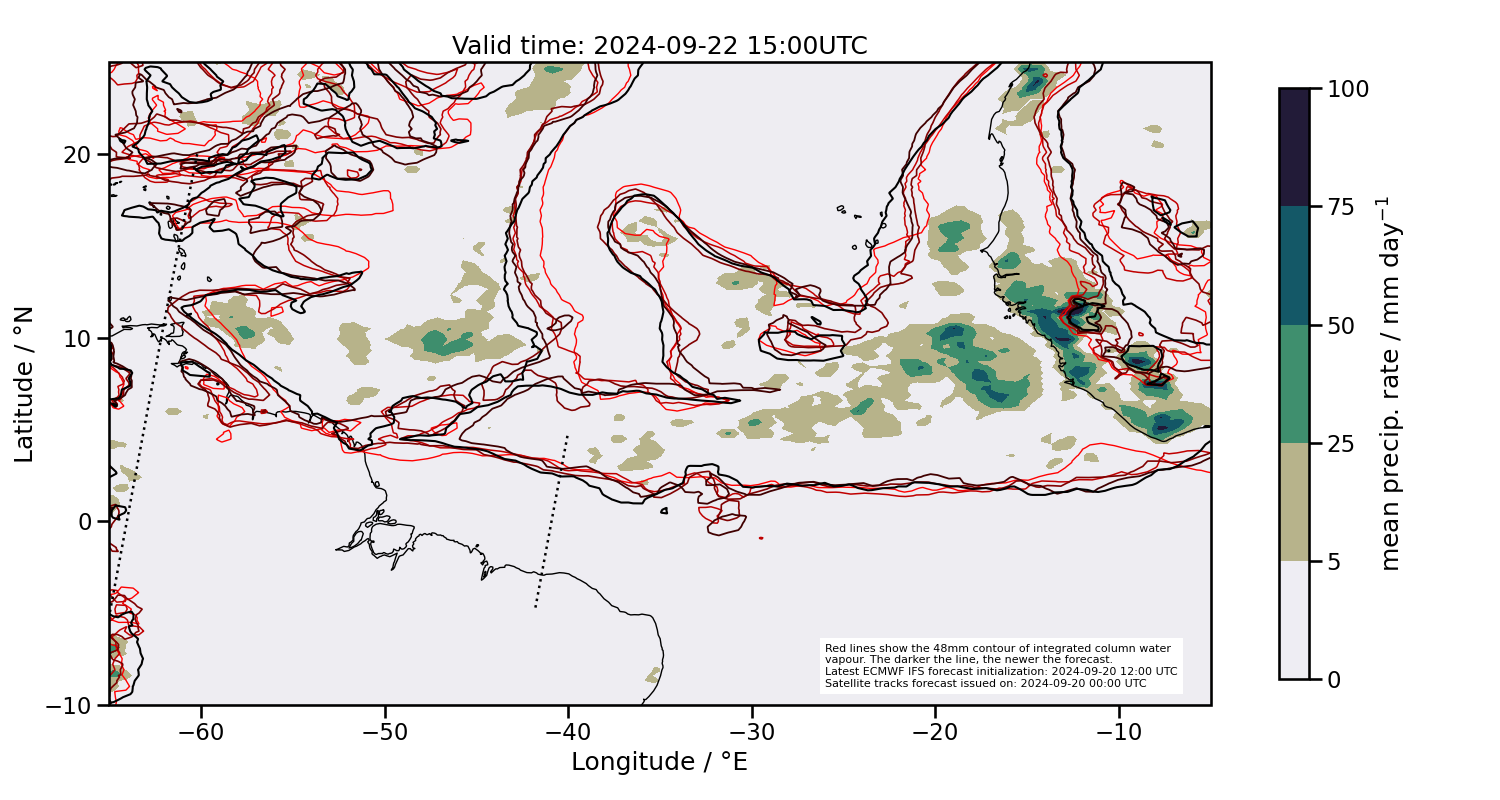 Valid time: 2024-09-22 15:00UTC
Latitude / °N
20
10
0
−10
−60
−50
−40
−30
−20
−10
Longitude / °E
Red lines show the 48mm contour of integrated column water
vapour. The darker the line, the newer the forecast.
Latest ECMWF IFS forecast initialization: 2024-09-20 12:00 UTC
Satellite tracks forecast issued on: 2024-09-20 00:00 UTC
100
75
50
25
5
0
mean precip. rate / mm day⁻¹